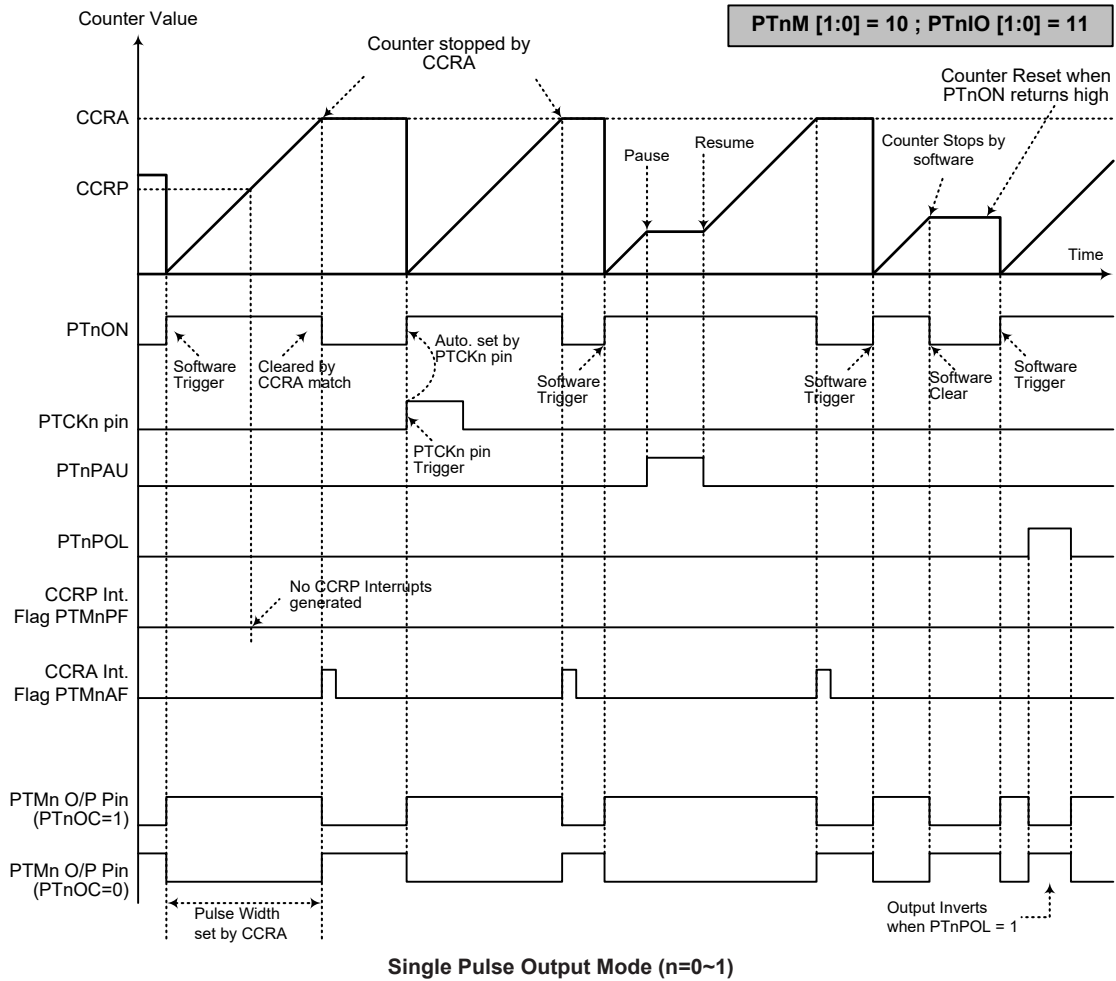 Counter Value
PTnM [1:0] = 10 ; PTnIO [1:0] = 11
Counter stopped by
CCRA
Counter Reset when
PTnON returns high
CCRA
Pause
Resume
Counter Stops by
software
CCRP
Time
PTnON
Software
Trigger
Cleared by
CCRA match
Auto. set by
PTCKn pin
Software
Trigger
Software
Trigger
Software
Clear
Software
Trigger
PTCKn pin
PTCKn pin
Trigger
PTnPAU
PTnPOL
CCRP Int.
Flag PTMnPF
No CCRP Interrupts
generated
CCRA Int.
Flag PTMnAF
PTMn O/P Pin
(PTnOC=1)
PTMn O/P Pin
(PTnOC=0)
Pulse Width
set by CCRA
Output Inverts
when PTnPOL = 1
Single Pulse Output Mode (n=0~1)